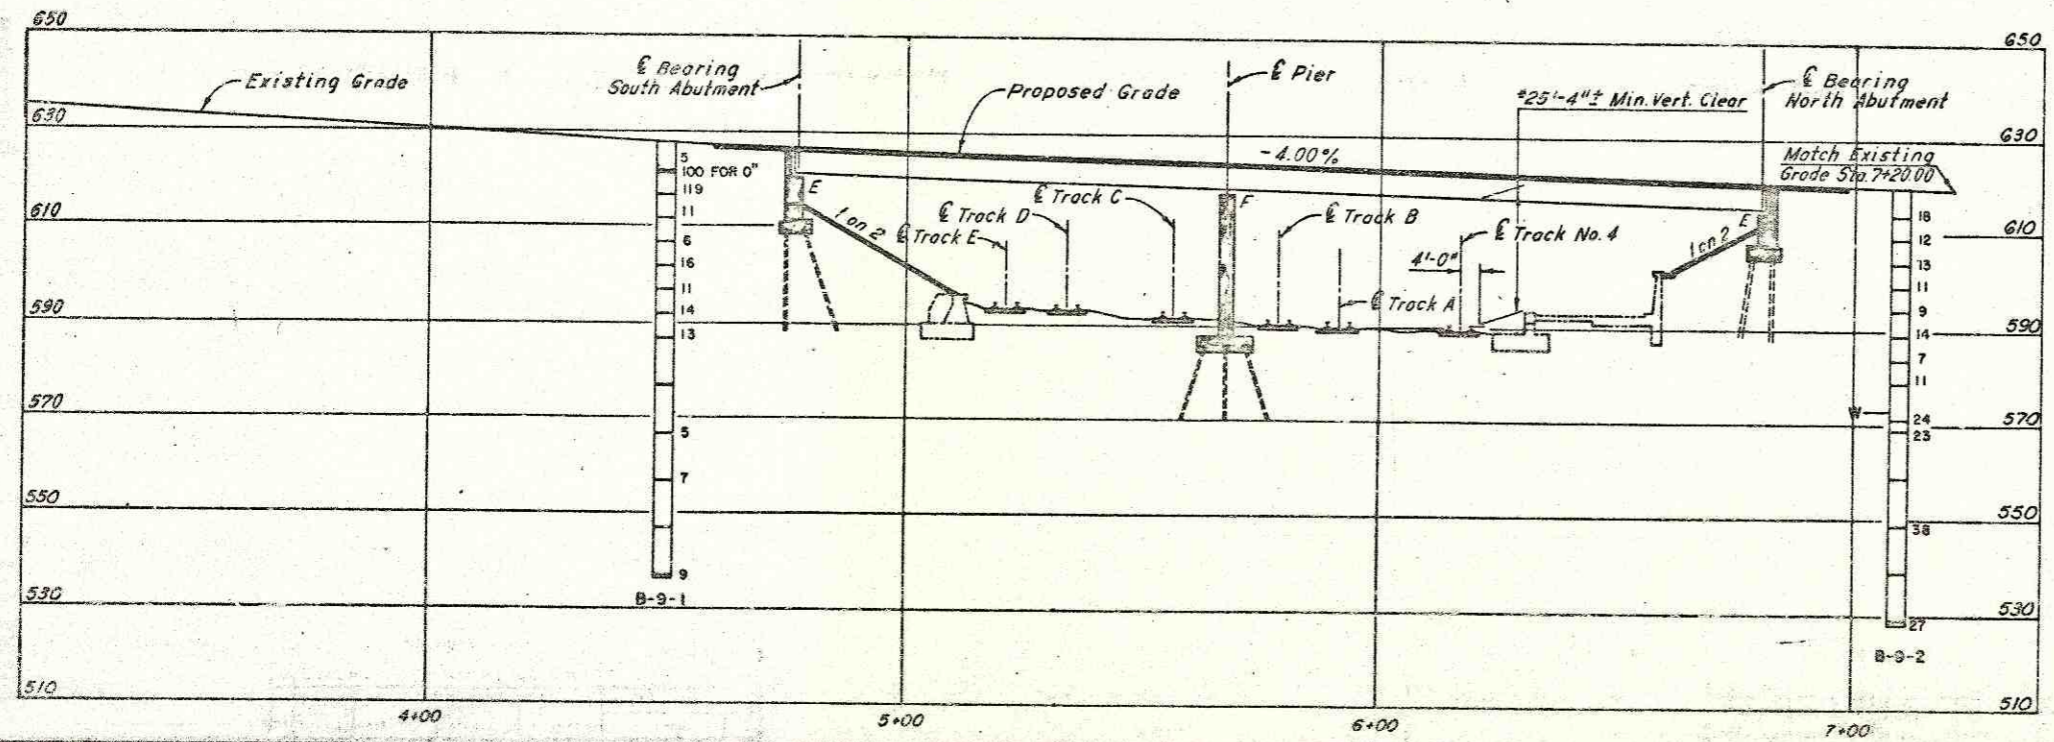 650
650
Existing Grade
℄ Bearing
South Abutment
℄ Pier
Proposed Grade
*25'-4"± Min. Vert. Clear
℄ Bearing
North Abutment
630
630
-4.00%
Match Existing
Grade Sta. 7+20.00
5
100 FOR 0"
119
11
6
16
11
14
13
5
7
9
B-9-1
E
1 on 2
℄ Track E
℄ Track D
℄ Track C
F
℄ Track B
℄ Track A
℄ Track No. 4
4'-0"
1 on 2
E
18
12
13
11
9
14
7
11
24
23
38
27
B-9-2
610
610
590
590
570
570
550
550
530
530
510
510
4+00
5+00
6+00
7+00